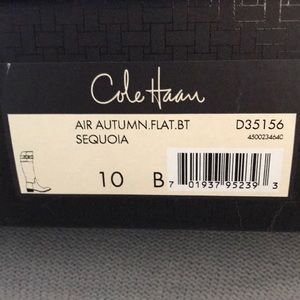 Cole Haan
AIR AUTUMN.FLAT.BT D35156
SEQUOIA 4500234640
10 B
7 01937 95239 3